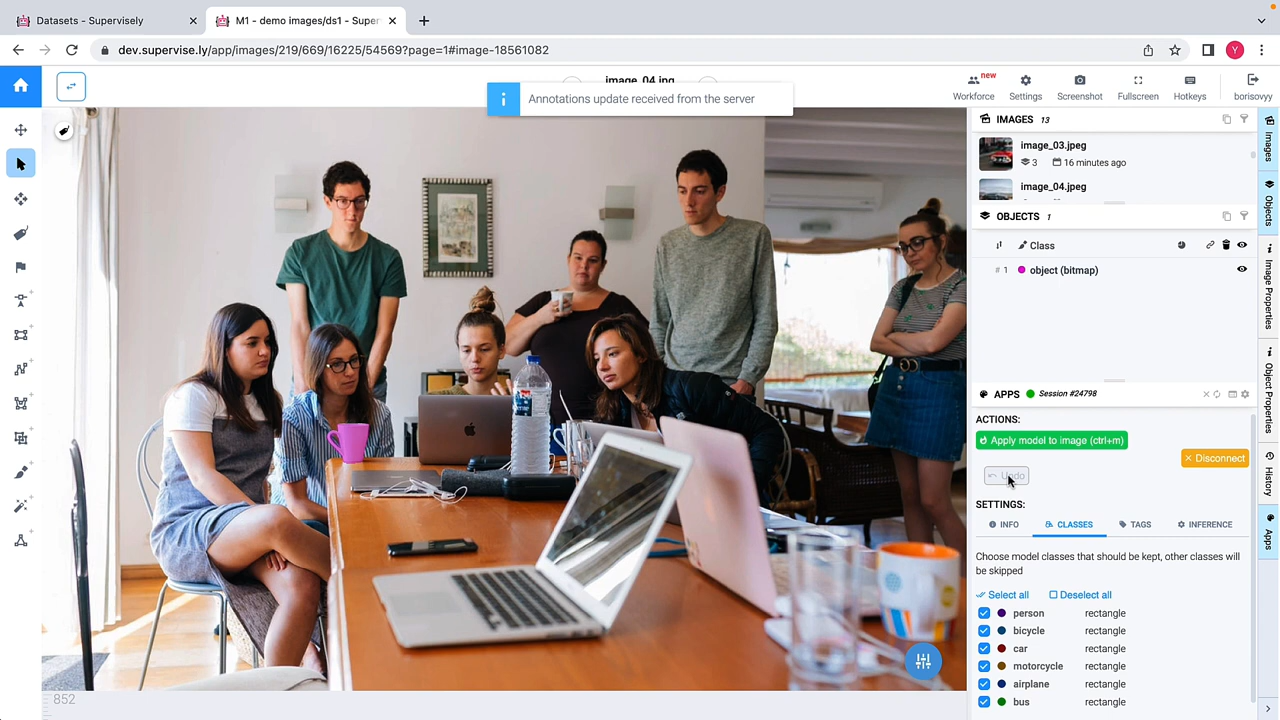 Datasets - Supervisely
M1 - demo images/ds1 - Super
dev.supervise.ly/app/images/219/669/16225/54569?page=1#image-18561082
Y
image_04.jpg
Annotations update received from the server
new
Workforce
Settings
Screenshot
Fullscreen
Hotkeys
borisovyy
IMAGES 13
image_03.jpeg
3 16 minutes ago
image_04.jpeg
OBJECTS 1
Class
# 1 object (bitmap)
APPS Session #24798
ACTIONS:
Apply model to image (ctrl+m)
Disconnect
Undo
SETTINGS:
INFO CLASSES TAGS INFERENCE
Choose model classes that should be kept, other classes will
be skipped
Select all Deselect all
person rectangle
bicycle rectangle
car rectangle
motorcycle rectangle
airplane rectangle
bus rectangle
Images
Objects
Image Properties
Object Properties
History
Apps
852